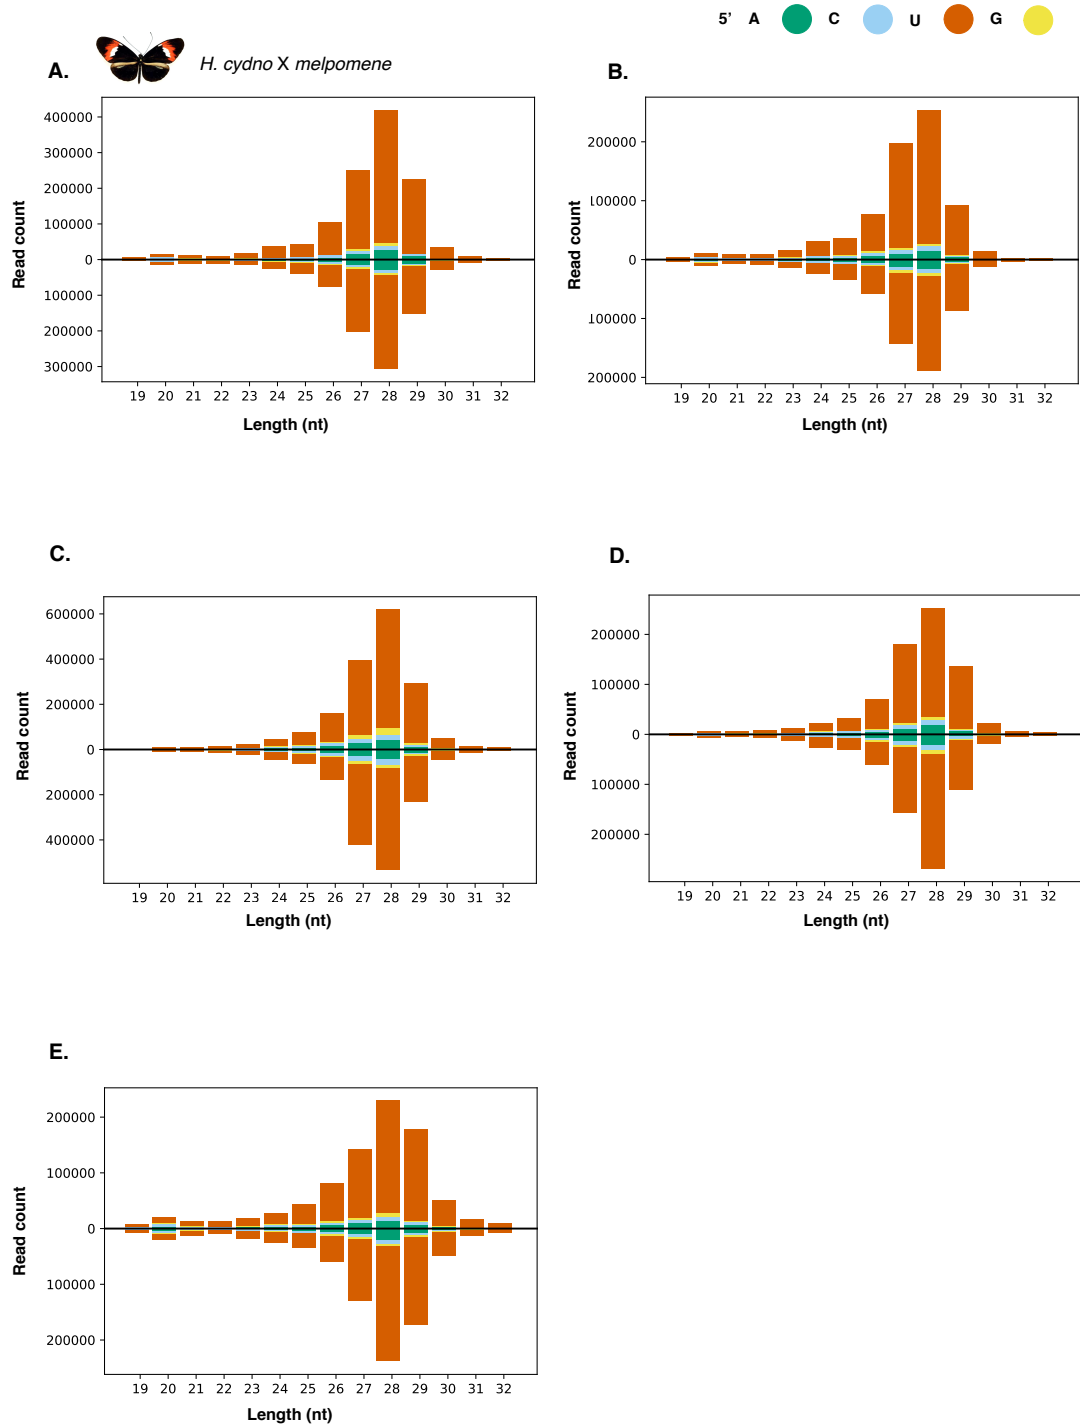 5’ A C U G
A.
H. cydno X melpomene
B.
400000
300000
200000
100000
0
100000
200000
300000
Read count
19 20 21 22 23 24 25 26 27 28 29 30 31 32
Length (nt)
200000
100000
0
100000
200000
Read count
19 20 21 22 23 24 25 26 27 28 29 30 31 32
Length (nt)
C.
D.
600000
400000
200000
0
200000
400000
Read count
19 20 21 22 23 24 25 26 27 28 29 30 31 32
Length (nt)
200000
100000
0
100000
200000
Read count
19 20 21 22 23 24 25 26 27 28 29 30 31 32
Length (nt)
E.
200000
100000
0
100000
200000
Read count
19 20 21 22 23 24 25 26 27 28 29 30 31 32
Length (nt)